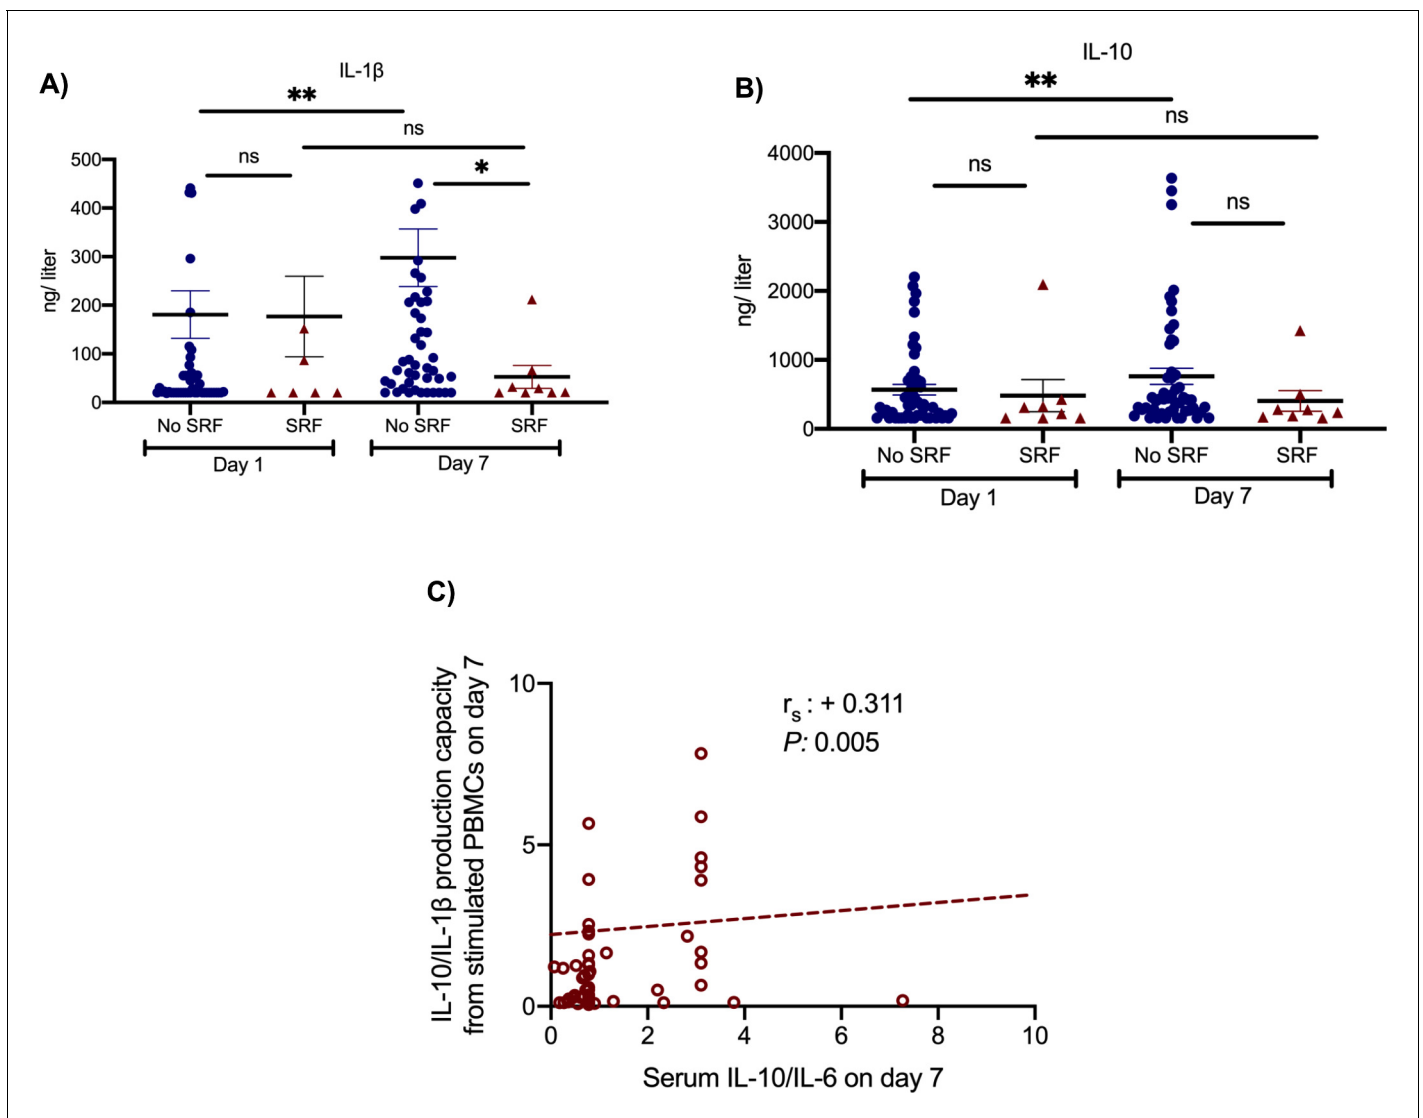 A)
IL-1β
**
ns
ns
*
500
400
300
200
100
0
ng/ liter
No SRF
SRF
No SRF
SRF
Day 1
Day 7
B)
IL-10
**
ns
ns
ns
4000
3000
2000
1000
0
ng/ liter
No SRF
SRF
No SRF
SRF
Day 1
Day 7
C)
IL-10/IL-1β production capacity
from stimulated PBMCs on day 7
10
5
0
rs : + 0.311
P: 0.005
0 2 4 6 8 10
Serum IL-10/IL-6 on day 7